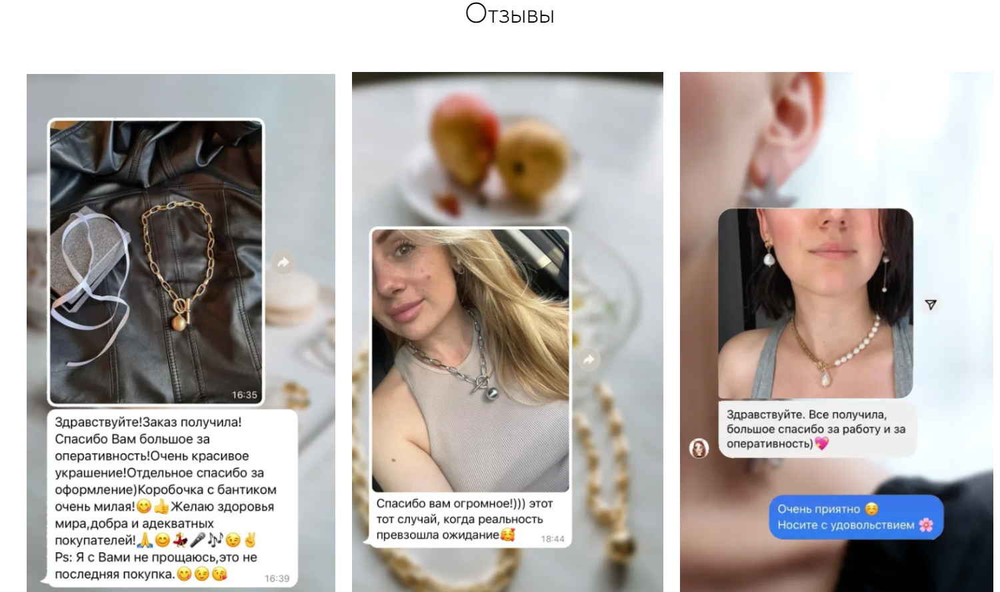 Отзывы
16:35
Здравствуйте!Заказ получила!
Спасибо Вам большое за
оперативность!Очень красивое
украшение!Отдельное спасибо за
оформление)Коробочка с бантиком
очень милая!😋👍Желаю здоровья
мира,добра и адекватных
покупателей!🙏😊💃🎤🎶😉✌️
Ps: Я с Вами не прощаюсь,это не
последняя покупка.😋😉😘
16:39
Спасибо вам огромное!))) этот
тот случай, когда реальность
превзошла ожидание🥰
18:44
Здравствуйте. Все получила,
большое спасибо за работу и за
оперативность)💖
Очень приятно ☺️
Носите с удовольствием 🌸